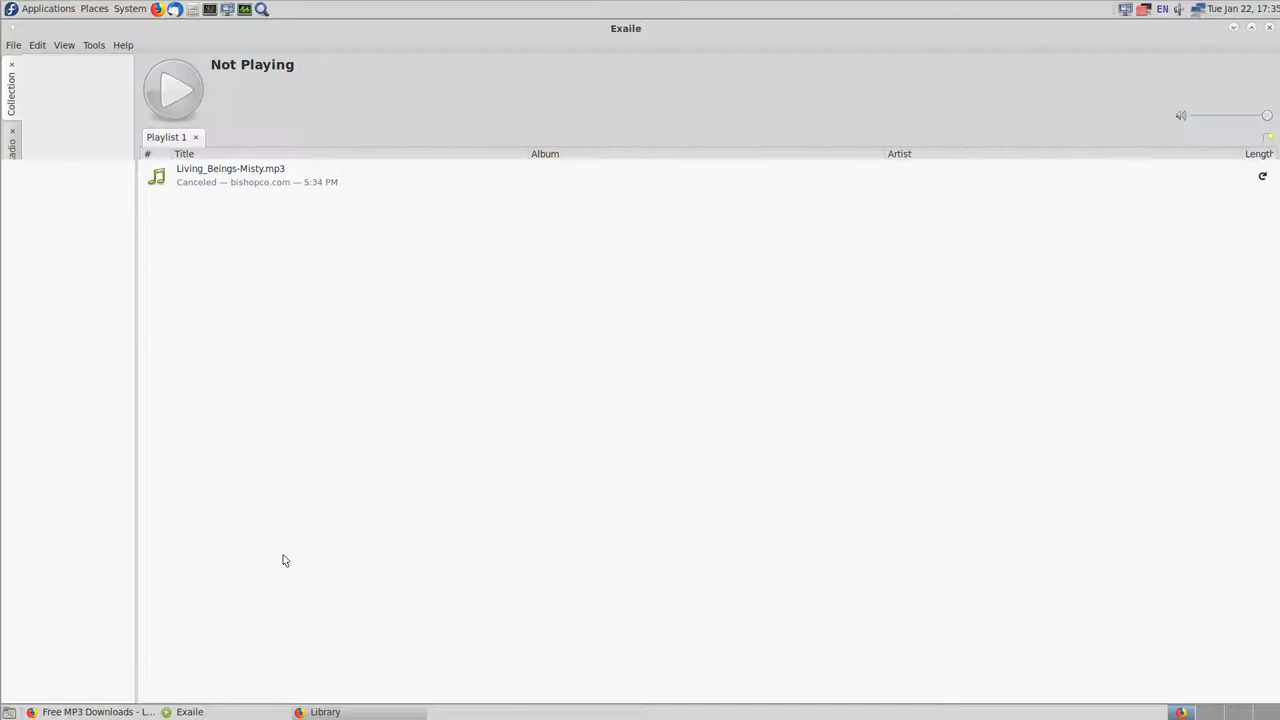 Applications Places System EN Tue Jan 22, 17:35
Exaile
File Edit View Tools Help
Not Playing
Collection
adio
Playlist 1
# Title Album Artist Length
Living_Beings-Misty.mp3
Canceled — bishopco.com — 5:34 PM
Free MP3 Downloads - L... Exaile Library